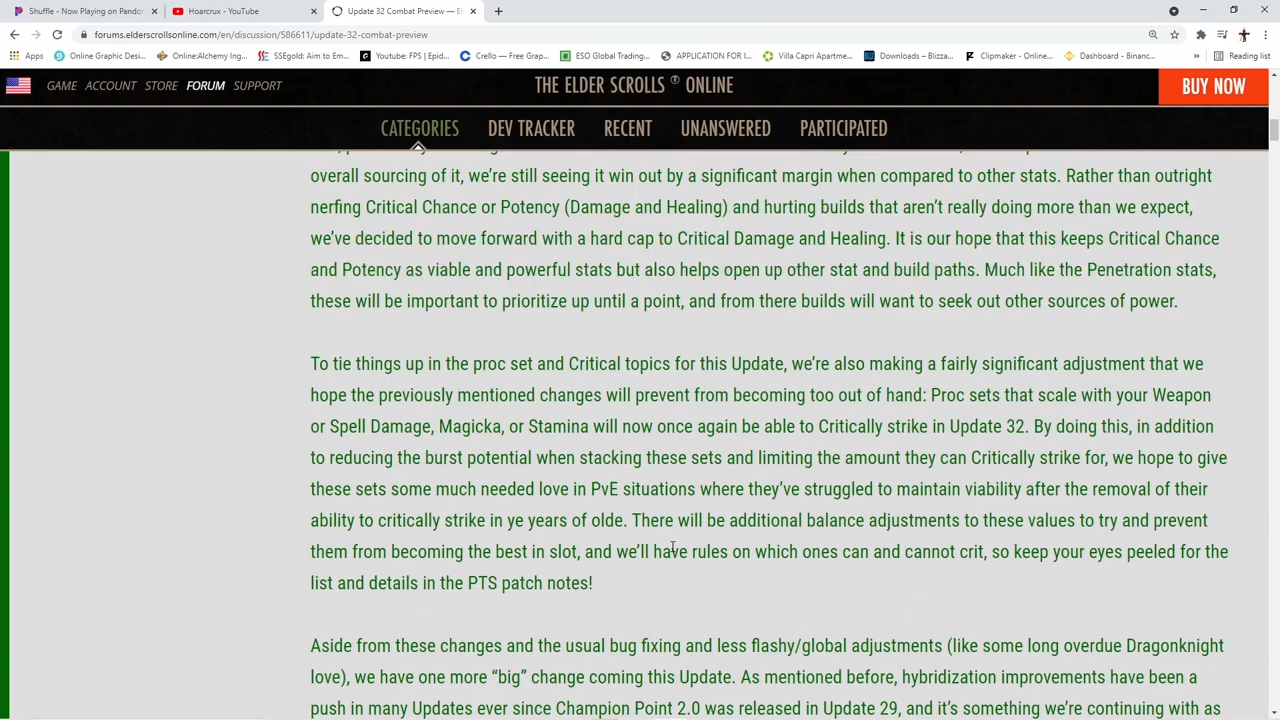 Shuffle - Now Playing on Pando
Hoarcrux - YouTube
Update 32 Combat Preview — El
forums.elderscrollsonline.com/en/discussion/586611/update-32-combat-preview
Apps
Online Graphic Desi...
Online:Alchemy Ing...
SSEgold: Aim to Em...
Youtube: FPS | Epid...
Crello — Free Grap...
ESO Global Trading...
APPLICATION FOR I...
Villa Capri Apartme...
Downloads – Blizza...
Clipmaker - Online...
Dashboard - Binanc...
»
Reading list
GAME ACCOUNT STORE FORUM SUPPORT
THE ELDER SCROLLS ® ONLINE
BUY NOW
CATEGORIES DEV TRACKER RECENT UNANSWERED PARTICIPATED
overall sourcing of it, we're still seeing it win out by a significant margin when compared to other stats. Rather than outright
nerfing Critical Chance or Potency (Damage and Healing) and hurting builds that aren't really doing more than we expect,
we've decided to move forward with a hard cap to Critical Damage and Healing. It is our hope that this keeps Critical Chance
and Potency as viable and powerful stats but also helps open up other stat and build paths. Much like the Penetration stats,
these will be important to prioritize up until a point, and from there builds will want to seek out other sources of power.
To tie things up in the proc set and Critical topics for this Update, we're also making a fairly significant adjustment that we
hope the previously mentioned changes will prevent from becoming too out of hand: Proc sets that scale with your Weapon
or Spell Damage, Magicka, or Stamina will now once again be able to Critically strike in Update 32. By doing this, in addition
to reducing the burst potential when stacking these sets and limiting the amount they can Critically strike for, we hope to give
these sets some much needed love in PvE situations where they've struggled to maintain viability after the removal of their
ability to critically strike in ye years of olde. There will be additional balance adjustments to these values to try and prevent
them from becoming the best in slot, and we'll have rules on which ones can and cannot crit, so keep your eyes peeled for the
list and details in the PTS patch notes!
Aside from these changes and the usual bug fixing and less flashy/global adjustments (like some long overdue Dragonknight
love), we have one more “big” change coming this Update. As mentioned before, hybridization improvements have been a
push in many Updates ever since Champion Point 2.0 was released in Update 29, and it's something we're continuing with as